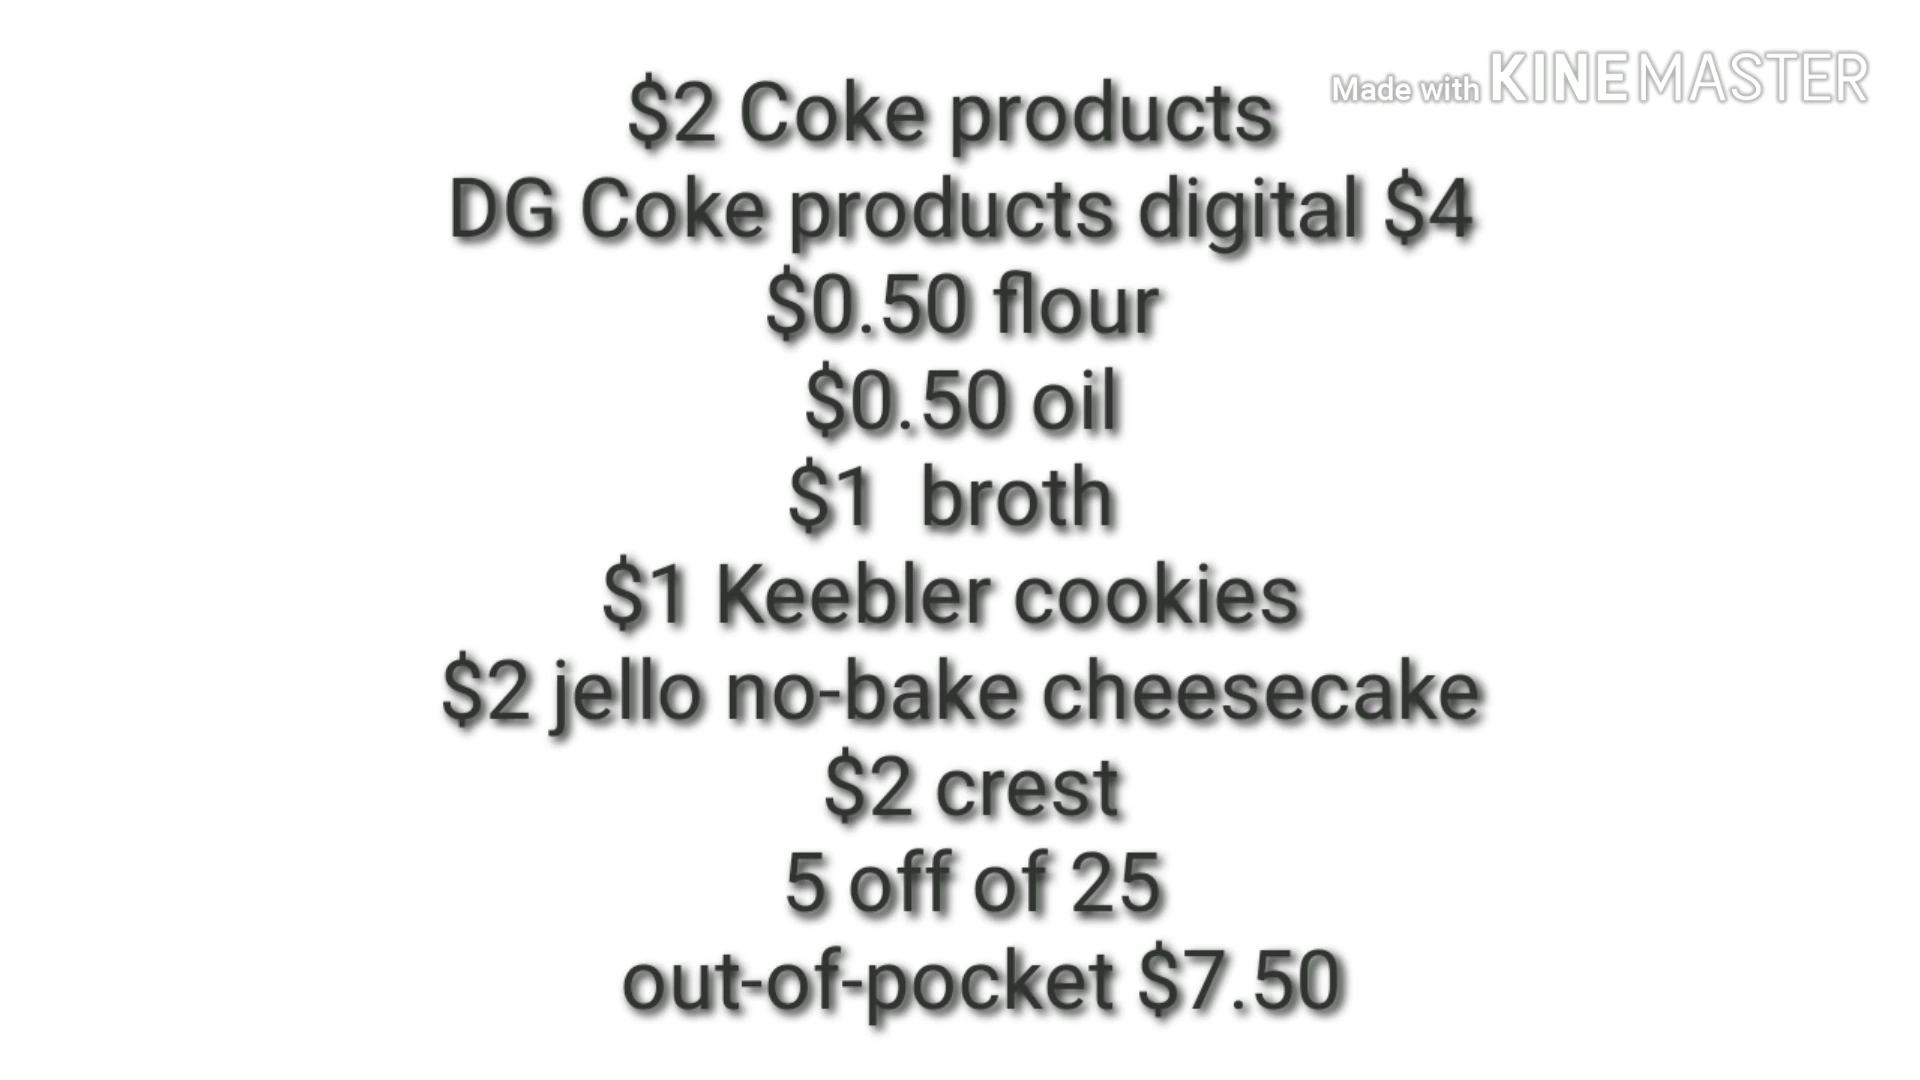 Made with KINEMASTER
$2 Coke products
DG Coke products digital $4
$0.50 flour
$0.50 oil
$1  broth
$1 Keebler cookies
$2 jello no-bake cheesecake
$2 crest
5 off of 25
out-of-pocket $7.50